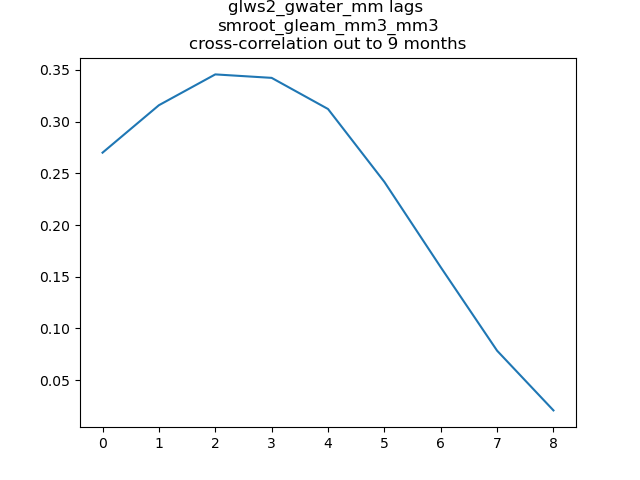 glws2_gwater_mm lags
smroot_gleam_mm3_mm3
cross-correlation out to 9 months
0.35
0.30
0.25
0.20
0.15
0.10
0.05
0 1 2 3 4 5 6 7 8